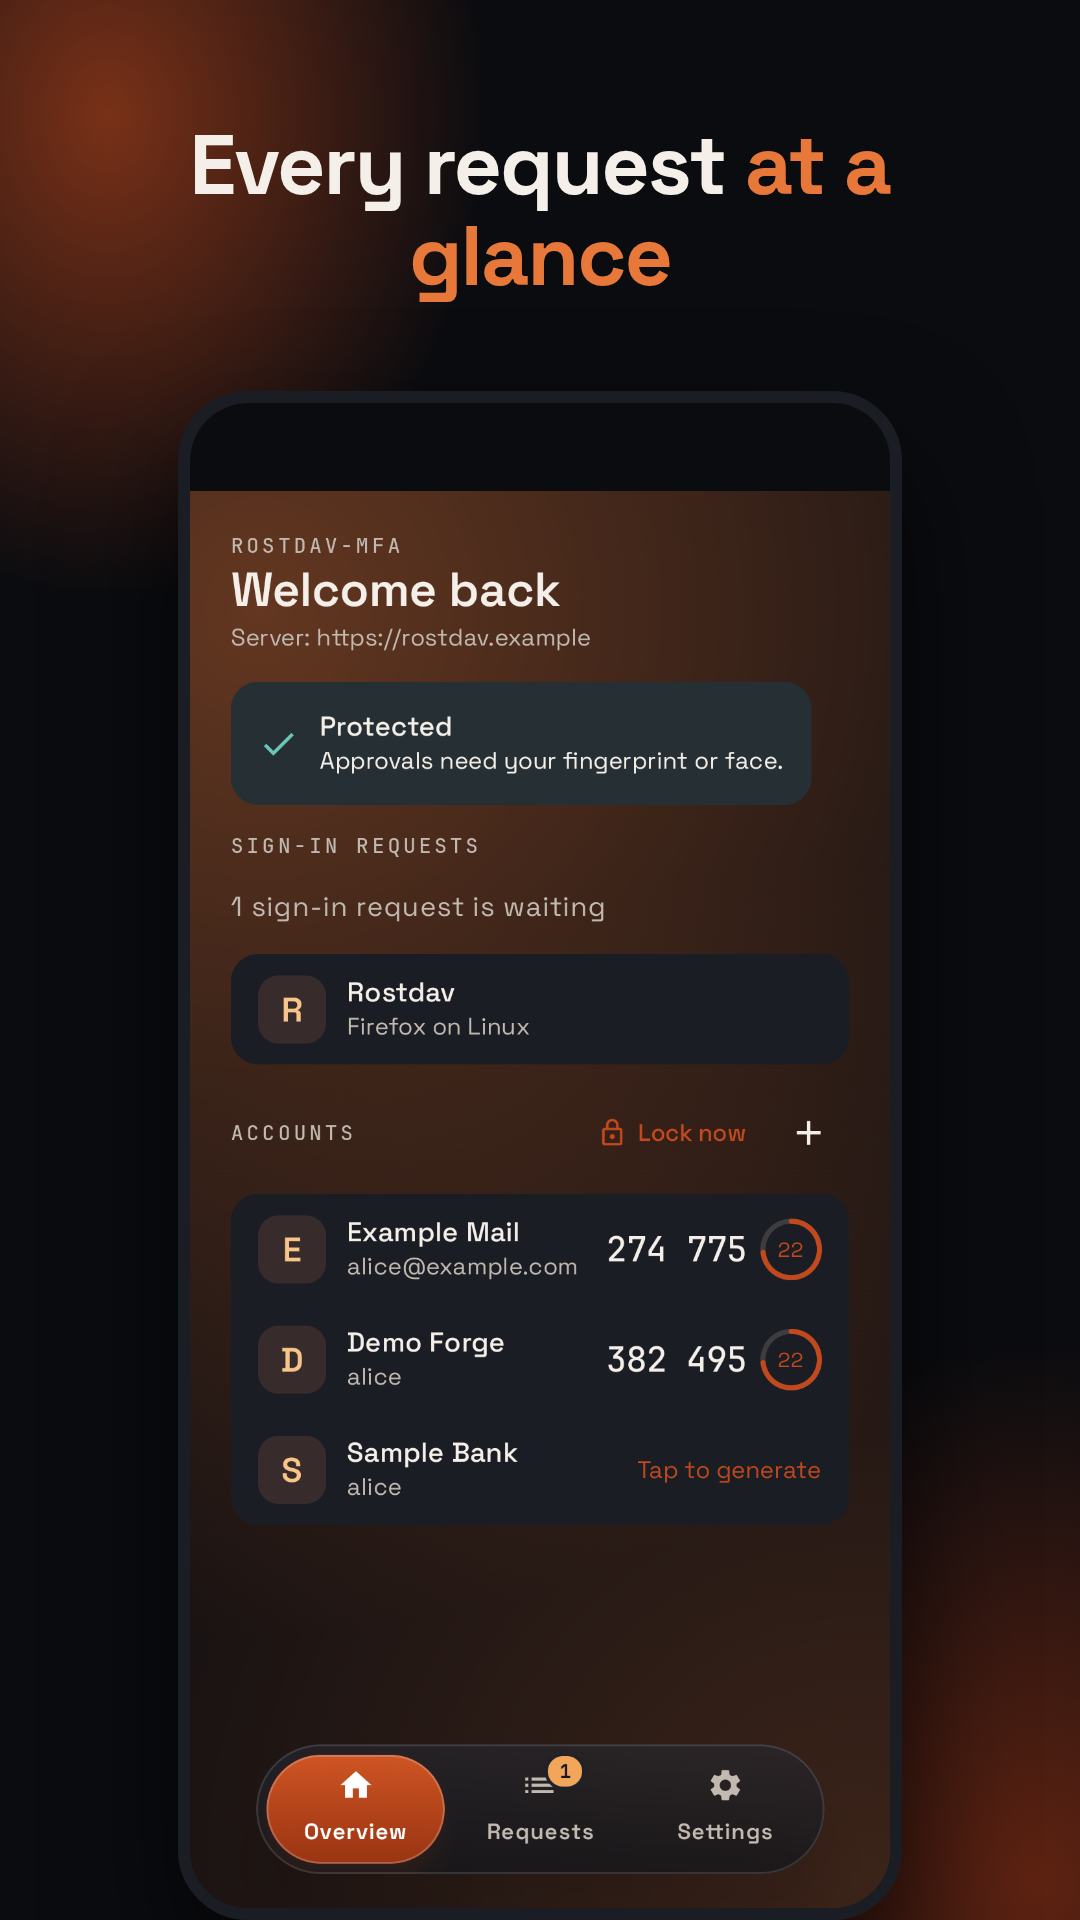 Every request at a
glance
ROSTDAV-MFA
Welcome back
Server: https://rostdav.example
Protected
Approvals need your fingerprint or face.
SIGN-IN REQUESTS
1 sign-in request is waiting
R
Rostdav
Firefox on Linux
ACCOUNTS
Lock now
E
Example Mail
alice@example.com
274 775
22
D
Demo Forge
alice
382 495
22
S
Sample Bank
alice
Tap to generate
1
Overview
Requests
Settings